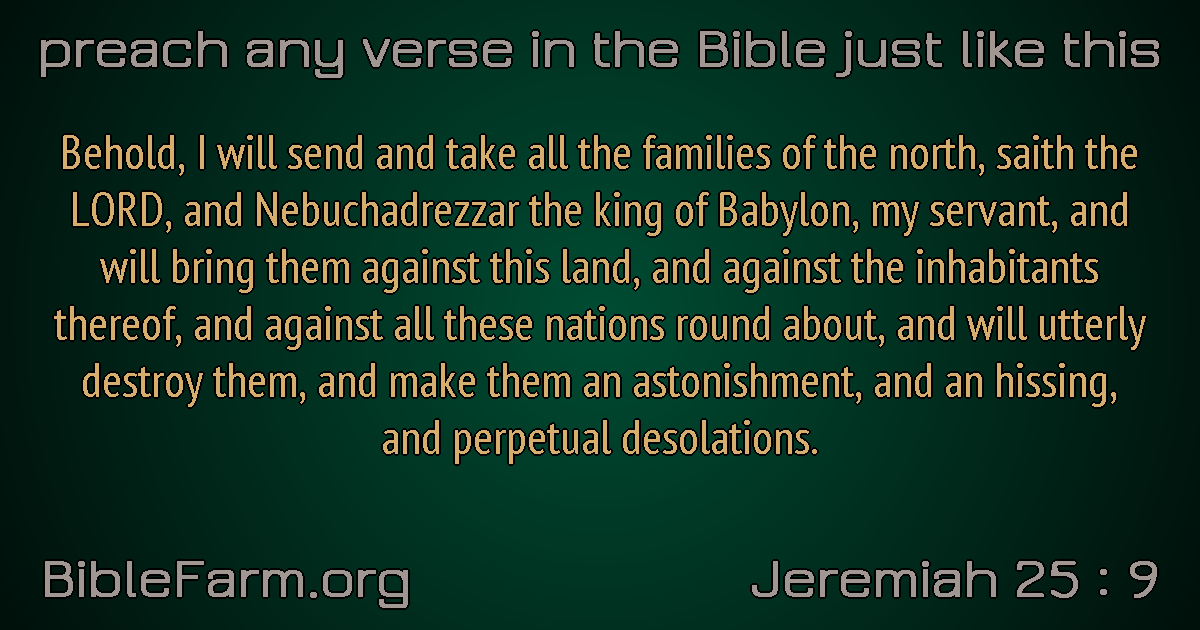 preach any verse in the Bible just like this
Behold, I will send and take all the families of the north, saith the
LORD, and Nebuchadrezzar the king of Babylon, my servant, and
will bring them against this land, and against the inhabitants
thereof, and against all these nations round about, and will utterly
destroy them, and make them an astonishment, and an hissing,
and perpetual desolations.
BibleFarm.org
Jeremiah 25 : 9